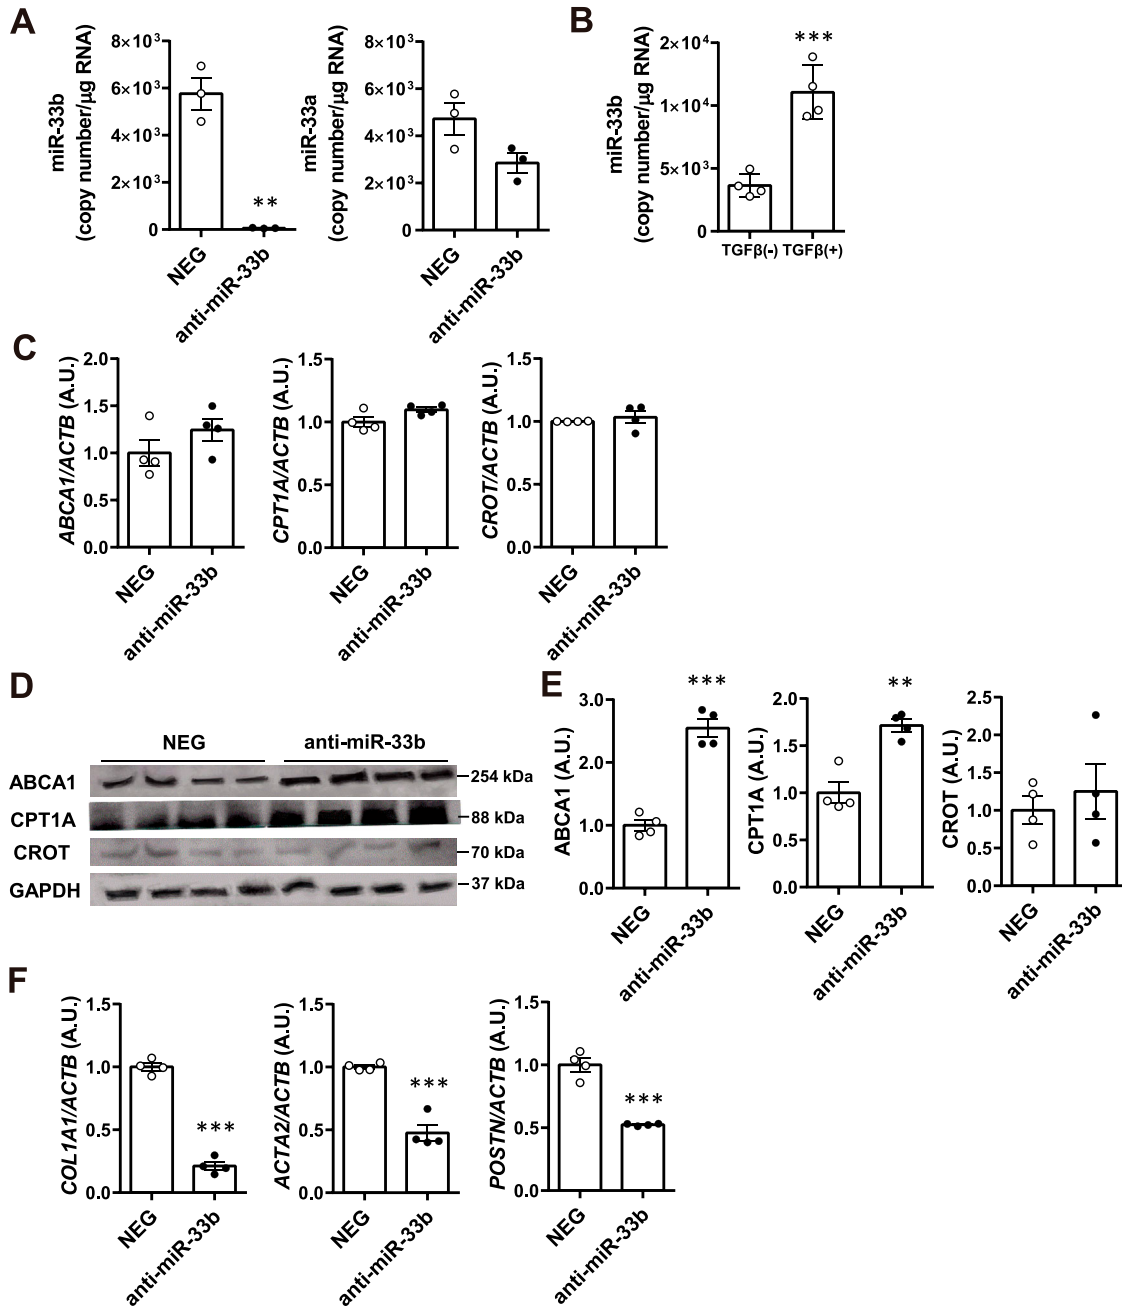 A
miR-33b
(copy number/μg RNA)
8×10³
6×10³
4×10³
2×10³
0
**
NEG
anti-miR-33b
miR-33a
(copy number/μg RNA)
8×10³
6×10³
4×10³
2×10³
0
NEG
anti-miR-33b
B
miR-33b
(copy number/μg RNA)
2×10⁴
1×10⁴
5×10³
0
***
TGFβ(-) TGFβ(+)
C
ABCA1/ACTB (A.U.)
2.0
1.5
1.0
0.5
0.0
NEG
anti-miR-33b
CPT1A/ACTB (A.U.)
1.5
1.0
0.5
0.0
NEG
anti-miR-33b
CROT/ACTB (A.U.)
1.5
1.0
0.5
0.0
NEG
anti-miR-33b
D
NEG anti-miR-33b
ABCA1 254 kDa
CPT1A 88 kDa
CROT 70 kDa
GAPDH 37 kDa
E
ABCA1 (A.U.)
3.0
2.0
1.0
0.0
***
NEG
anti-miR-33b
CPT1A (A.U.)
2.0
1.5
1.0
0.5
0.0
**
NEG
anti-miR-33b
CROT (A.U.)
2.5
2.0
1.5
1.0
0.5
0.0
NEG
anti-miR-33b
F
COL1A1/ACTB (A.U.)
1.5
1.0
0.5
0.0
***
NEG
anti-miR-33b
ACTA2/ACTB (A.U.)
1.5
1.0
0.5
0.0
***
NEG
anti-miR-33b
POSTN/ACTB (A.U.)
1.5
1.0
0.5
0.0
***
NEG
anti-miR-33b